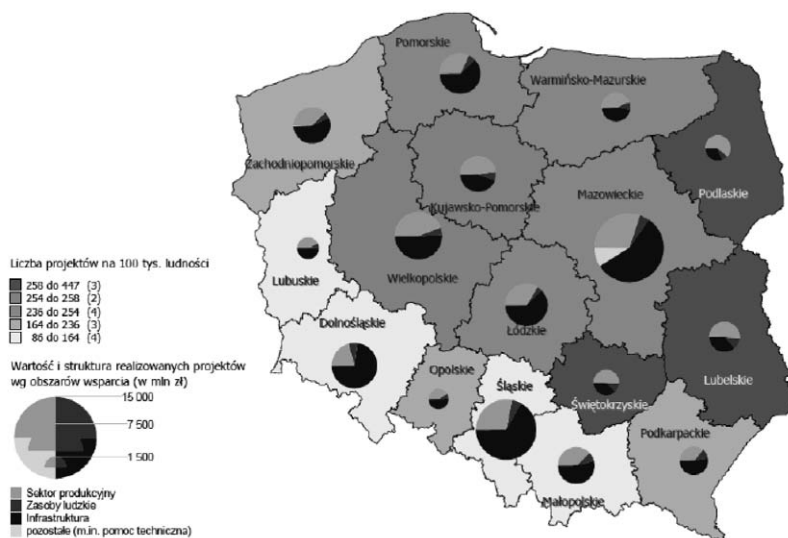 Pomorskie
Warmińsko-Mazurskie
Zachodniopomorskie
Podlaskie
Kujawsko-Pomorskie
Mazowieckie
Lubuskie
Wielkopolskie
Łódzkie
Dolnośląskie
Lubelskie
Opolskie
Śląskie
Świętokrzyskie
Podkarpackie
Małopolskie
Liczba projektów na 100 tys. ludności
258 do 447 (3)
254 do 258 (2)
236 do 254 (4)
164 do 236 (3)
86 do 164 (4)
Wartość i struktura realizowanych projektów
wg obszarów wsparcia (w mln zł)
15 000
7 500
1 500
Sektor produkcyjny
Zasoby ludzkie
Infrastruktura
pozostałe (m.in. pomoc techniczna)